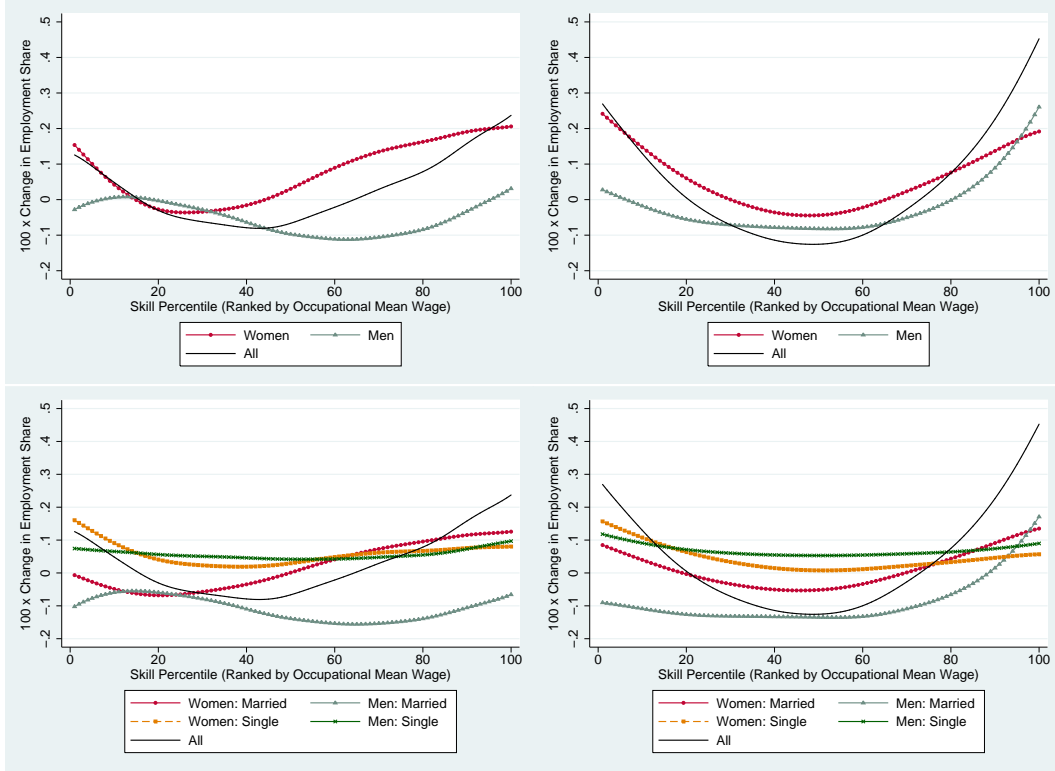 100 x Change in Employment Share
.5
.4
.3
.2
.1
0
-.1
-.2
0 20 40 60 80 100
Skill Percentile (Ranked by Occupational Mean Wage)
Women Men
All
100 x Change in Employment Share
.5
.4
.3
.2
.1
0
-.1
-.2
0 20 40 60 80 100
Skill Percentile (Ranked by Occupational Mean Wage)
Women Men
All
100 x Change in Employment Share
.5
.4
.3
.2
.1
0
-.1
-.2
0 20 40 60 80 100
Skill Percentile (Ranked by Occupational Mean Wage)
Women: Married Men: Married
Women: Single Men: Single
All
100 x Change in Employment Share
.5
.4
.3
.2
.1
0
-.1
-.2
0 20 40 60 80 100
Skill Percentile (Ranked by Occupational Mean Wage)
Women: Married Men: Married
Women: Single Men: Single
All